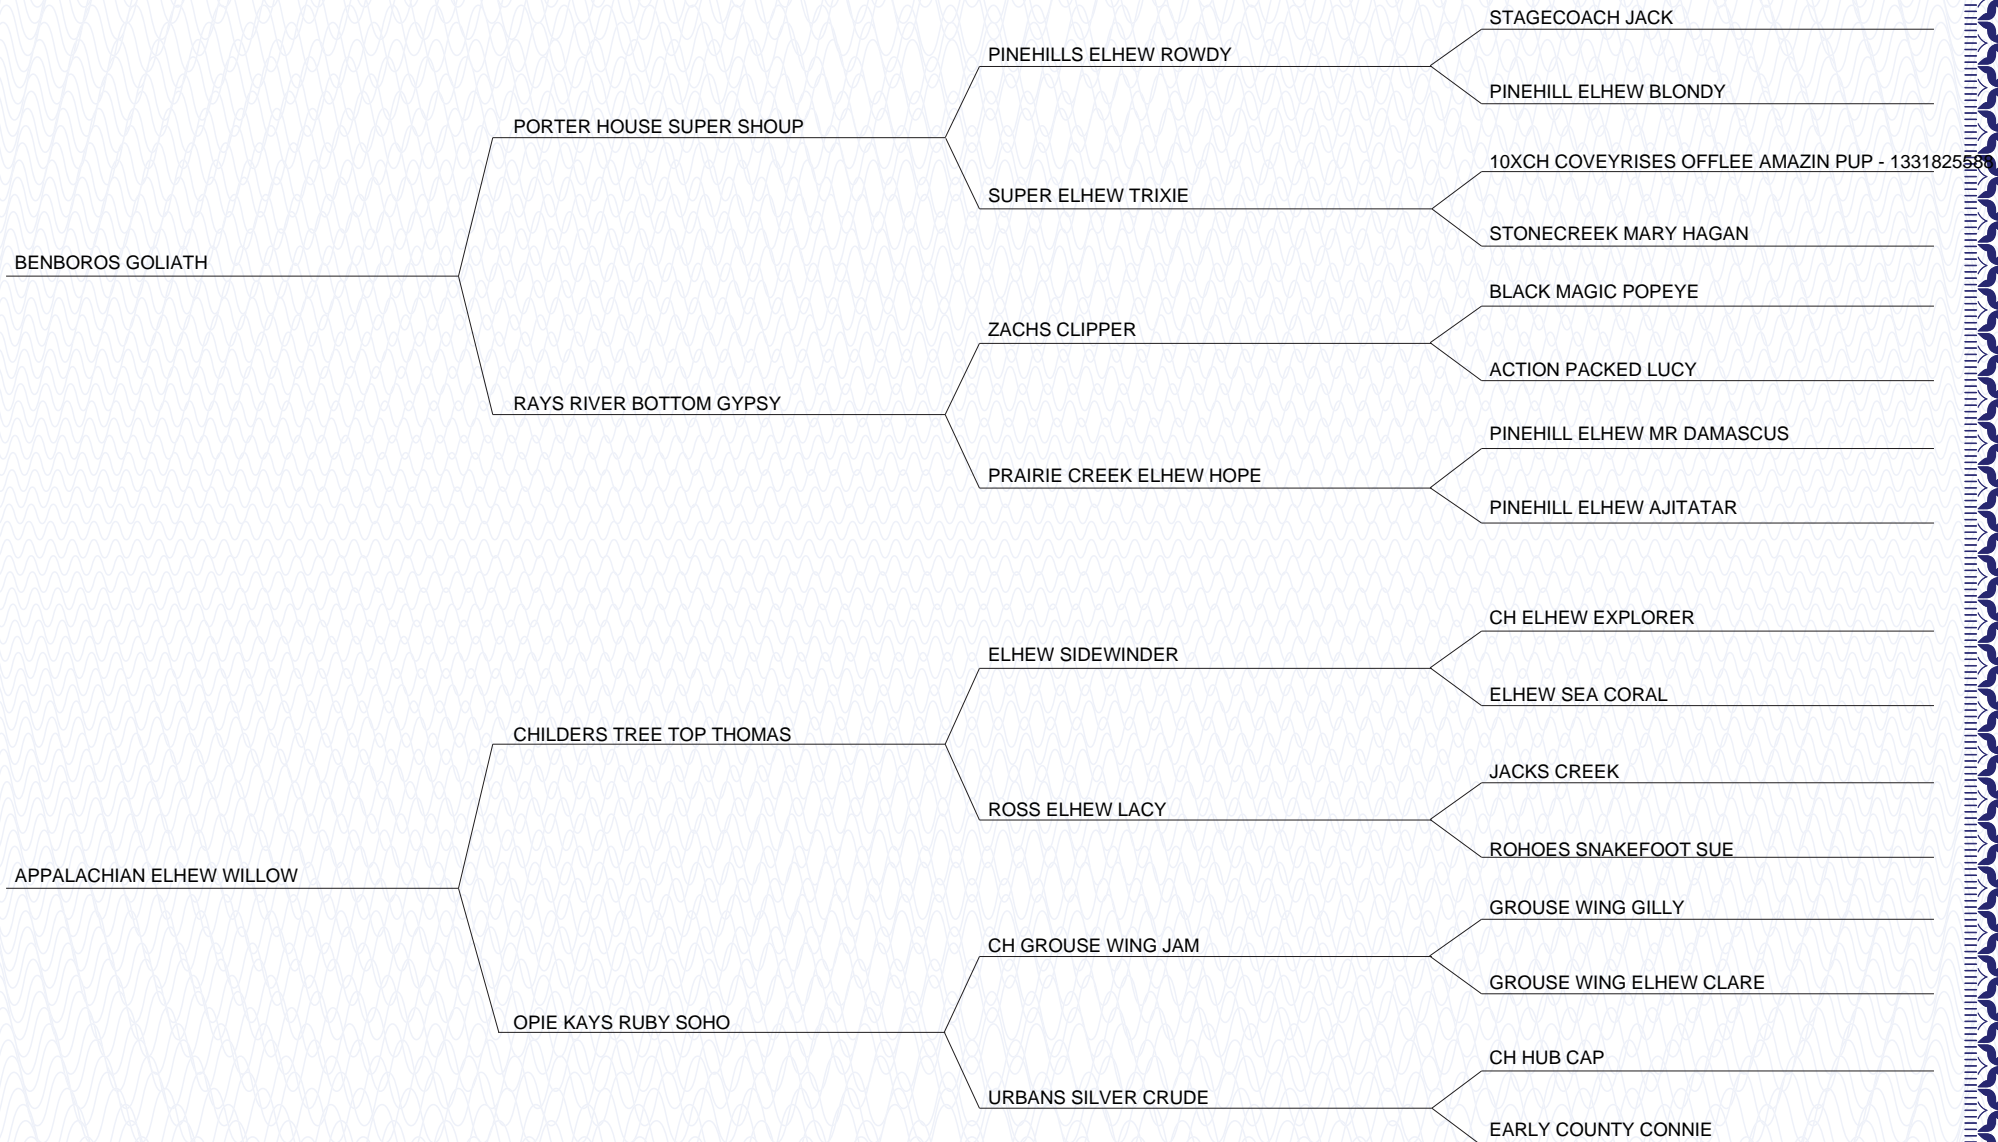 STAGECOACH JACK
PINEHILLS ELHEW ROWDY
PINEHILL ELHEW BLONDY
PORTER HOUSE SUPER SHOUP
10XCH COVEYRISES OFFLEE AMAZIN PUP - 1331825588
SUPER ELHEW TRIXIE
STONECREEK MARY HAGAN
BENBOROS GOLIATH
BLACK MAGIC POPEYE
ZACHS CLIPPER
ACTION PACKED LUCY
RAYS RIVER BOTTOM GYPSY
PINEHILL ELHEW MR DAMASCUS
PRAIRIE CREEK ELHEW HOPE
PINEHILL ELHEW AJITATAR
CH ELHEW EXPLORER
ELHEW SIDEWINDER
ELHEW SEA CORAL
CHILDERS TREE TOP THOMAS
JACKS CREEK
ROSS ELHEW LACY
ROHOES SNAKEFOOT SUE
APPALACHIAN ELHEW WILLOW
GROUSE WING GILLY
CH GROUSE WING JAM
GROUSE WING ELHEW CLARE
OPIE KAYS RUBY SOHO
CH HUB CAP
URBANS SILVER CRUDE
EARLY COUNTY CONNIE